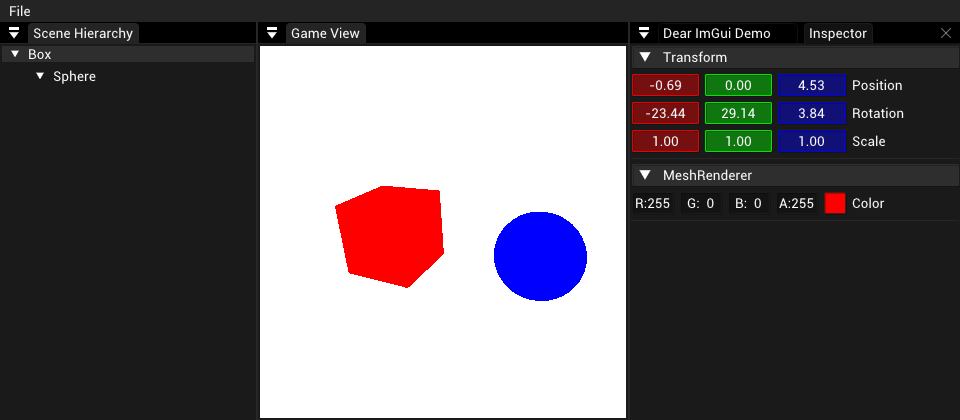 File
Scene Hierarchy
Box
Sphere
Game View
Dear ImGui Demo Inspector
Transform
-0.69 0.00 4.53 Position
-23.44 29.14 3.84 Rotation
1.00 1.00 1.00 Scale
MeshRenderer
R:255 G: 0 B: 0 A:255 Color